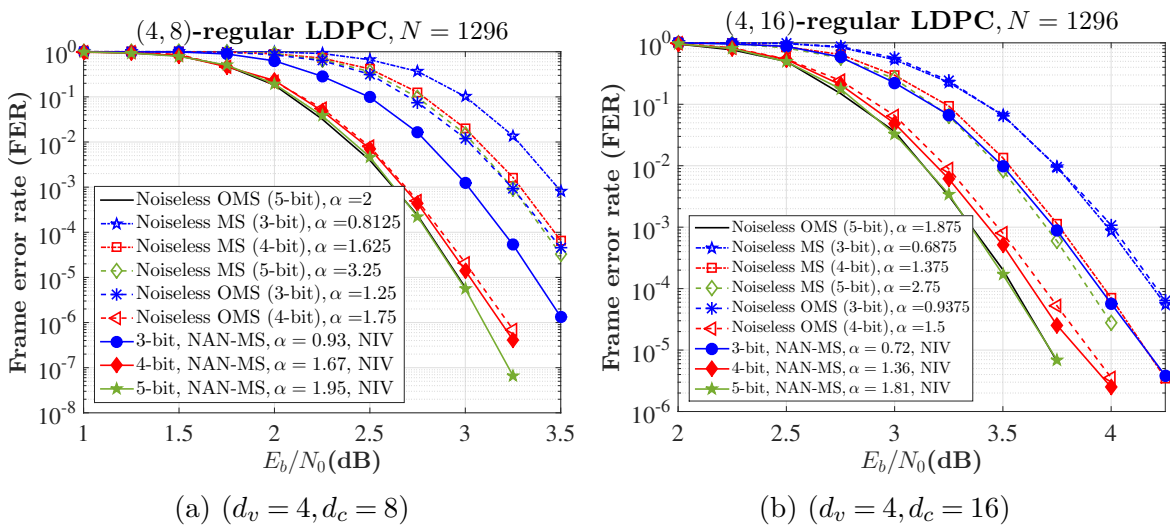 (4, 8)-regular LDPC, N = 1296
Frame error rate (FER)
10^0
10^-1
10^-2
10^-3
10^-4
10^-5
10^-6
10^-7
10^-8
Noiseless OMS (5-bit), α =2
Noiseless MS (3-bit), α =0.8125
Noiseless MS (4-bit), α =1.625
Noiseless MS (5-bit), α =3.25
Noiseless OMS (3-bit), α =1.25
Noiseless OMS (4-bit), α =1.75
3-bit, NAN-MS, α = 0.93, NIV
4-bit, NAN-MS, α = 1.67, NIV
5-bit, NAN-MS, α = 1.95, NIV
1 1.5 2 2.5 3 3.5
E_b/N_0(dB)
(a) (d_v = 4, d_c = 8)
(4, 16)-regular LDPC, N = 1296
Frame error rate (FER)
10^0
10^-1
10^-2
10^-3
10^-4
10^-5
10^-6
Noiseless OMS (5-bit), α =1.875
Noiseless MS (3-bit), α =0.6875
Noiseless MS (4-bit), α =1.375
Noiseless MS (5-bit), α =2.75
Noiseless OMS (3-bit), α =0.9375
Noiseless OMS (4-bit), α =1.5
3-bit, NAN-MS, α = 0.72, NIV
4-bit, NAN-MS, α = 1.36, NIV
5-bit, NAN-MS, α = 1.81, NIV
2 2.5 3 3.5 4
E_b/N_0(dB)
(b) (d_v = 4, d_c = 16)